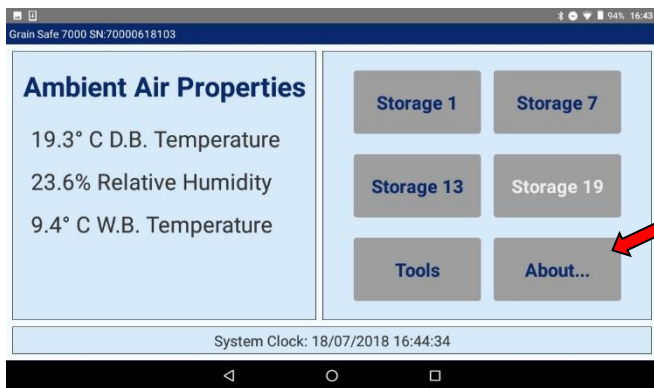 94% 16:43
Grain Safe 7000 SN:70000618103
Ambient Air Properties
19.3° C D.B. Temperature
23.6% Relative Humidity
9.4° C W.B. Temperature
Storage 1
Storage 7
Storage 13
Storage 19
Tools
About...
System Clock: 18/07/2018 16:44:34